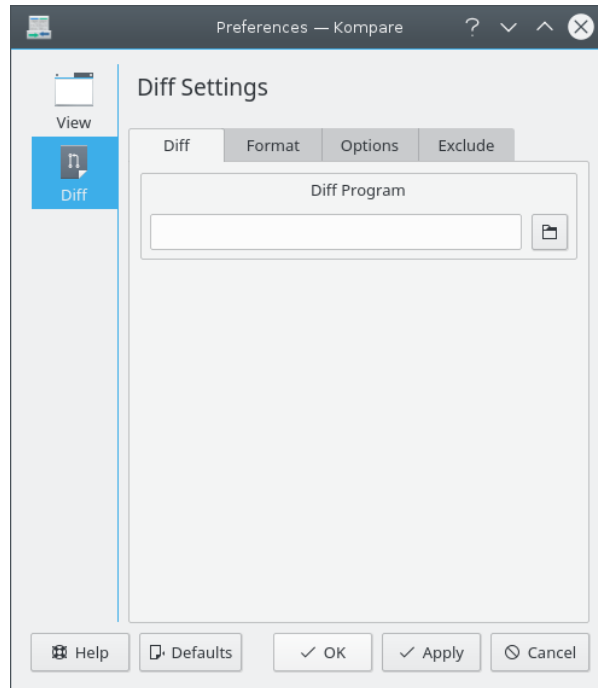 Preferences — Kompare
View
Diff
Diff Settings
Diff Format Options Exclude
Diff Program
Help Defaults OK Apply Cancel